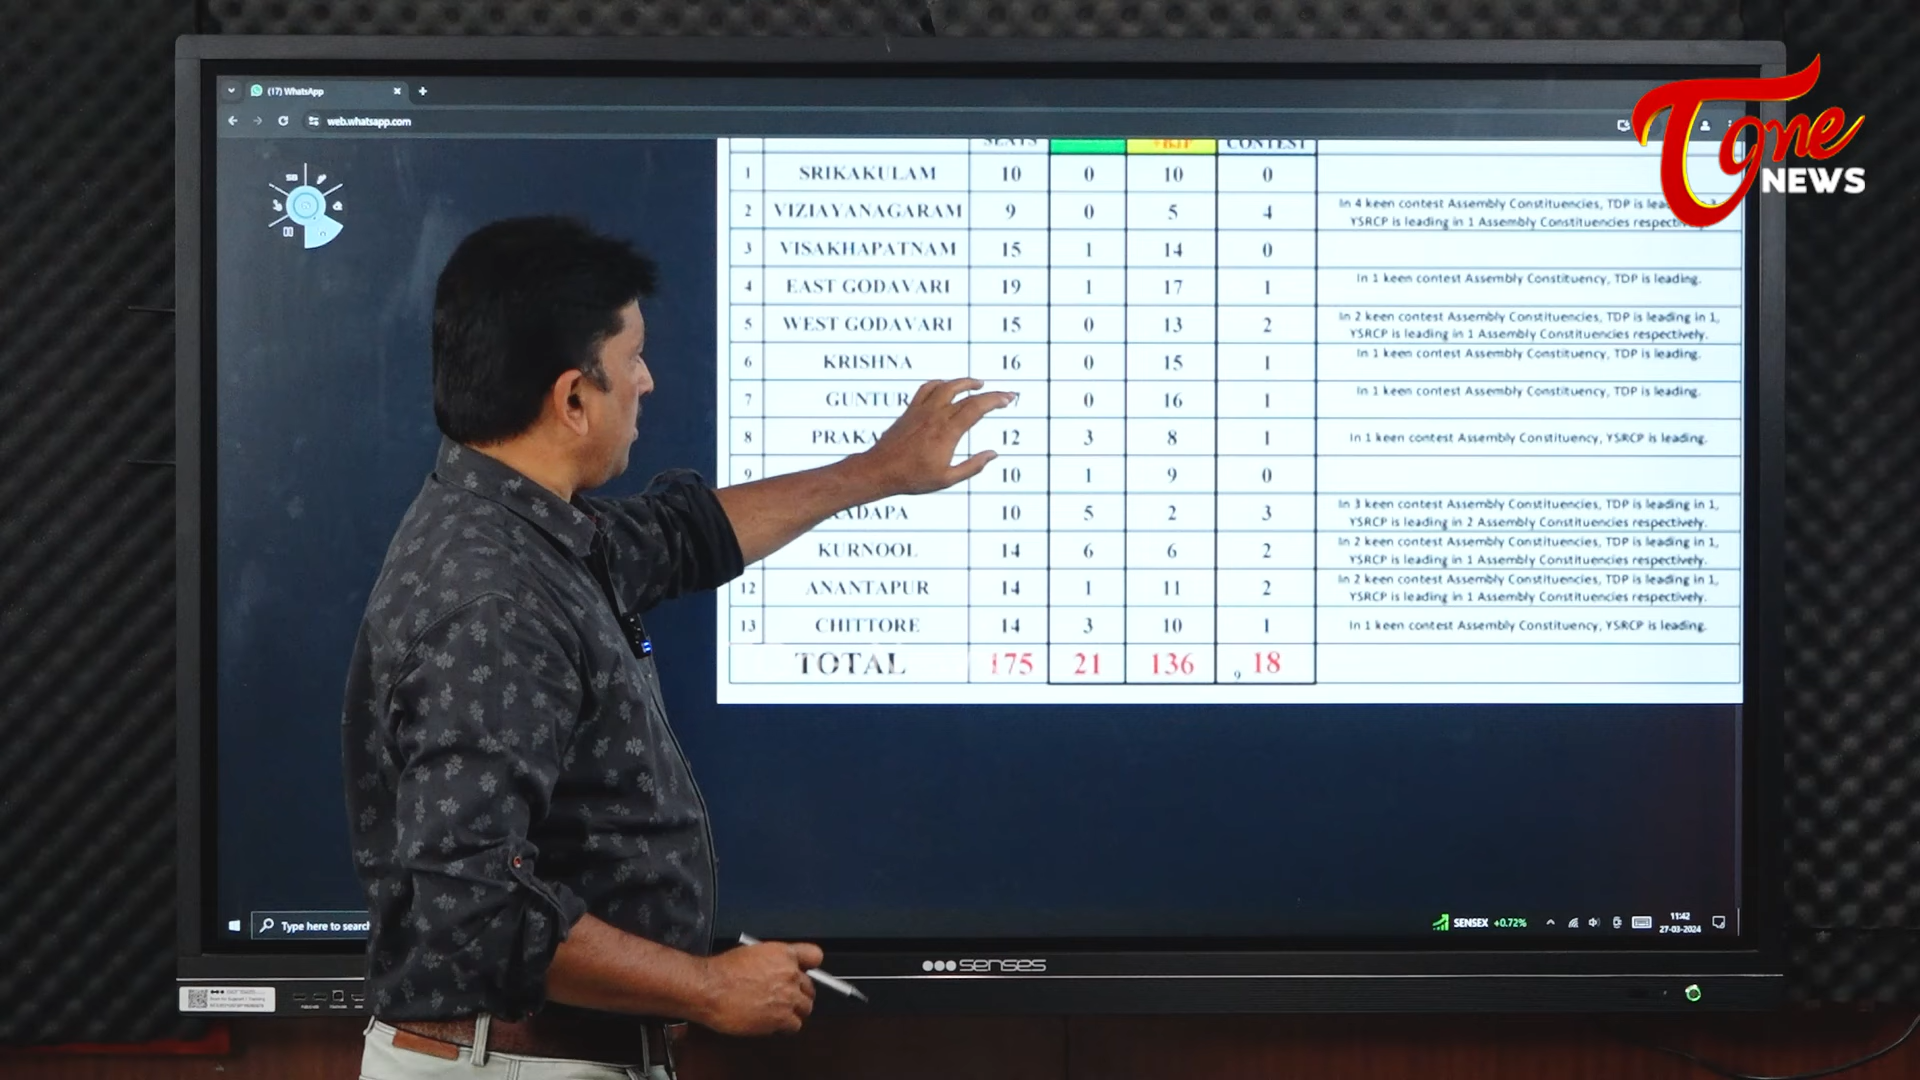 (17) WhatsApp
web.whatsapp.com
Tone
NEWS
SEATS +BJP CONTEST
1 SRIKAKULAM 10 0 10 0
2 VIZIAYANAGARAM 9 0 5 4 In 4 keen contest Assembly Constituencies, TDP is
YSRCP is leading in 1 Assembly Constituencies
3 VISAKHAPATNAM 15 1 14 0
4 EAST GODAVARI 19 1 17 1 In 1 keen contest Assembly Constituency, TDP is leading.
5 WEST GODAVARI 15 0 13 2 In 2 keen contest Assembly Constituencies, TDP is leading in 1,
YSRCP is leading in 1 Assembly Constituencies respectively.
6 KRISHNA 16 0 15 1 In 1 keen contest Assembly Constituency, TDP is leading.
7 GUNTUR 0 16 1 In 1 keen contest Assembly Constituency, TDP is leading.
8 12 3 8 1 In 1 keen contest Assembly Constituency, YSRCP is leading.
9 10 1 9 0
10 5 2 3 In 3 keen contest Assembly Constituencies, TDP is leading in 1,
YSRCP is leading in 2 Assembly Constituencies respectively.
KURNOOL 14 6 6 2 In 2 keen contest Assembly Constituencies, TDP is leading in 1,
YSRCP is leading in 1 Assembly Constituencies respectively.
12 ANANTAPUR 14 1 11 2 In 2 keen contest Assembly Constituencies, TDP is leading in 1,
YSRCP is leading in 1 Assembly Constituencies respectively.
13 CHITTORE 14 3 10 1 In 1 keen contest Assembly Constituency, YSRCP is leading.
TOTAL 175 21 136 9 18
Type here to search
SENSEX +0.72%
11:42
27-03-2024
senses